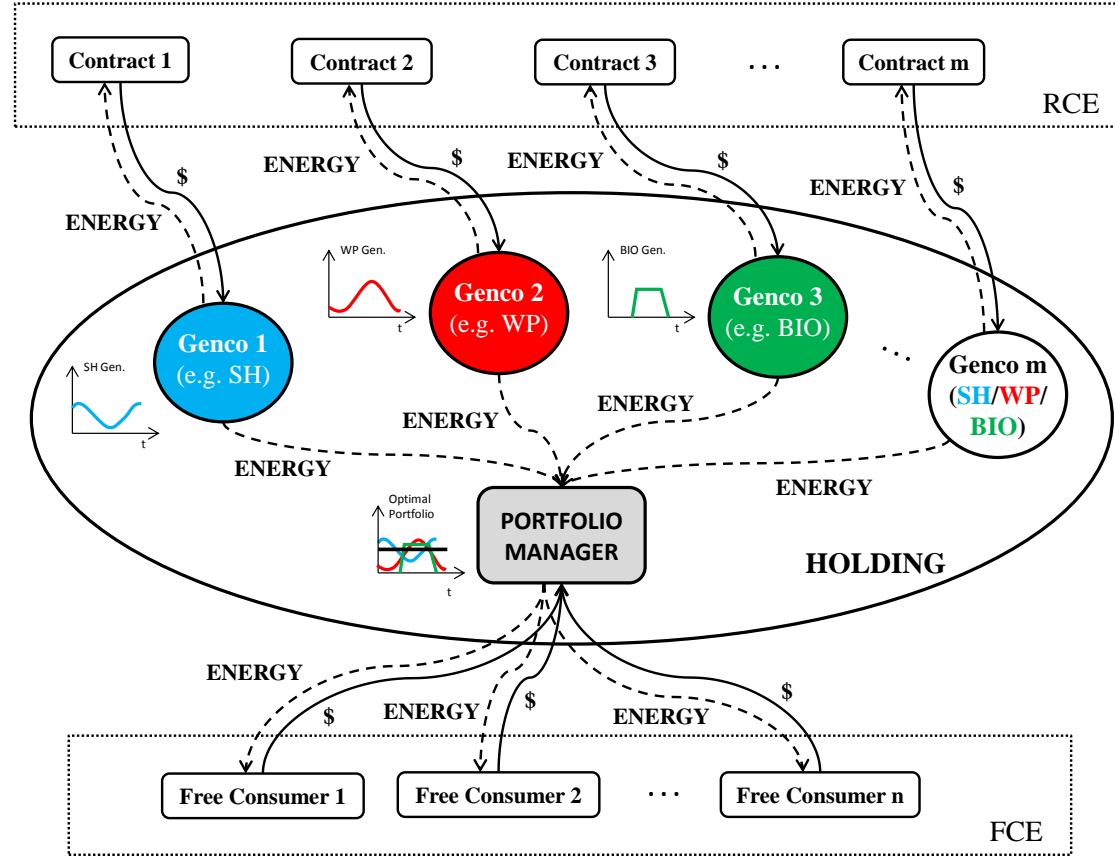 Contract 1
Contract 2
Contract 3
. . .
Contract m
RCE
ENERGY
$
ENERGY
$
ENERGY
$
ENERGY
$
WP Gen.
t
BIO Gen.
t
SH Gen.
t
Genco 1
(e.g. SH)
Genco 2
(e.g. WP)
Genco 3
(e.g. BIO)
. . .
Genco m
(SH/WP/
BIO)
ENERGY
ENERGY
ENERGY
ENERGY
Optimal
Portfolio
t
PORTFOLIO
MANAGER
HOLDING
ENERGY
$
ENERGY
$
ENERGY
$
Free Consumer 1
Free Consumer 2
. . .
Free Consumer n
FCE